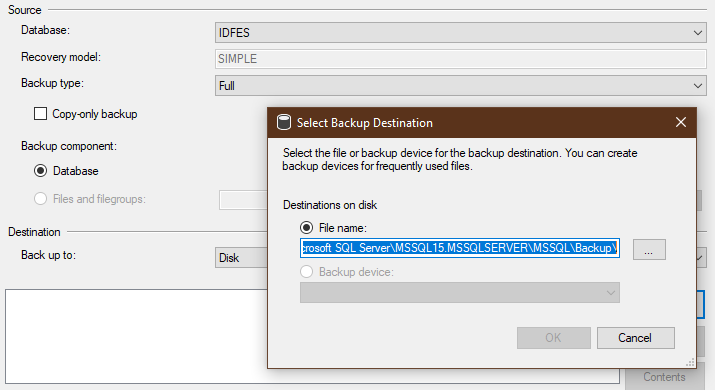 Source
Database:
IDFES
Recovery model:
SIMPLE
Backup type:
Full
Copy-only backup
Backup component:
Database
Files and filegroups:
Destination
Back up to:
Disk
Contents
Select Backup Destination
Select the file or backup device for the backup destination. You can create
backup devices for frequently used files.
Destinations on disk
File name:
crosoft SQL Server\MSSQL15.MSSQLSERVER\MSSQL\Backup\
...
Backup device:
OK
Cancel